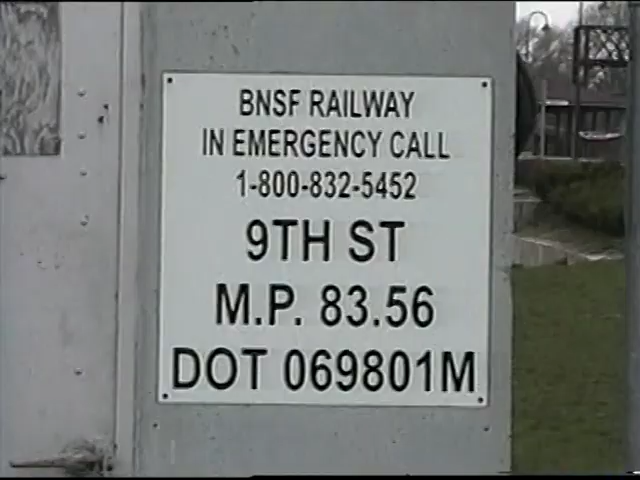 BNSF RAILWAY
IN EMERGENCY CALL
1-800-832-5452
9TH ST
M.P. 83.56
DOT 069801M